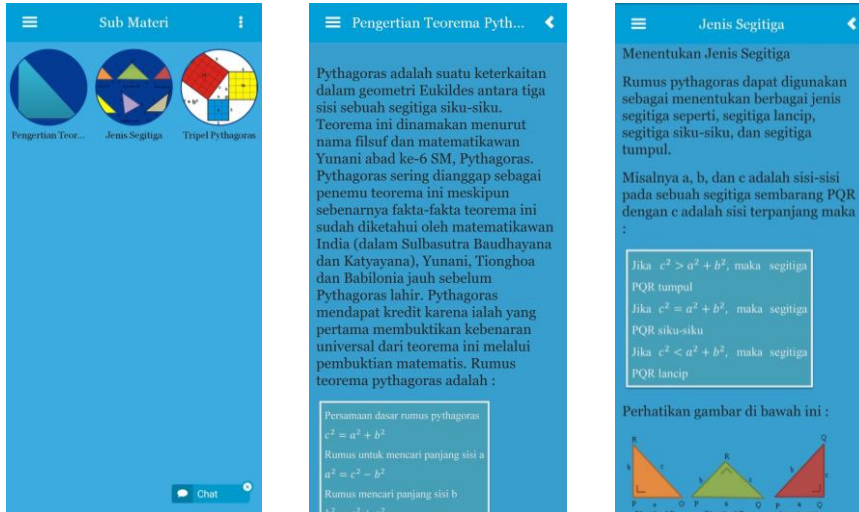 Sub Materi
Pengertian Teor...
Jenis Segitiga
Tripel Pythagoras
Chat
Pengertian Teorema Pyth...
Pythagoras adalah suatu keterkaitan
dalam geometri Eukildes antara tiga
sisi sebuah segitiga siku-siku.
Teorema ini dinamakan menurut
nama filsuf dan matematikawan
Yunani abad ke-6 SM, Pythagoras.
Pythagoras sering dianggap sebagai
penemu teorema ini meskipun
sebenarnya fakta-fakta teorema ini
sudah diketahui oleh matematikawan
India (dalam Sulbasutra Baudhayana
dan Katyayana), Yunani, Tionghoa
dan Babilonia jauh sebelum
Pythagoras lahir. Pythagoras
mendapat kredit karena ialah yang
pertama membuktikan kebenaran
universal dari teorema ini melalui
pembuktian matematis. Rumus
teorema pythagoras adalah :
Persamaan dasar rumus pythagoras
c² = a² + b²
Rumus untuk mencari panjang sisi a
a² = c² − b²
Rumus mencari panjang sisi b
Jenis Segitiga
Menentukan Jenis Segitiga
Rumus pythagoras dapat digunakan
sebagai menentukan berbagai jenis
segitiga seperti, segitiga lancip,
segitiga siku-siku, dan segitiga
tumpul.
Misalnya a, b, dan c adalah sisi-sisi
pada sebuah segitiga sembarang PQR
dengan c adalah sisi terpanjang maka
:
Jika c² > a² + b², maka segitiga
PQR tumpul
Jika c² = a² + b², maka segitiga
PQR siku-siku
Jika c² < a² + b², maka segitiga
PQR lancip
Perhatikan gambar di bawah ini :
R R Q
b c b c b c
P a Q P a Q P a Q